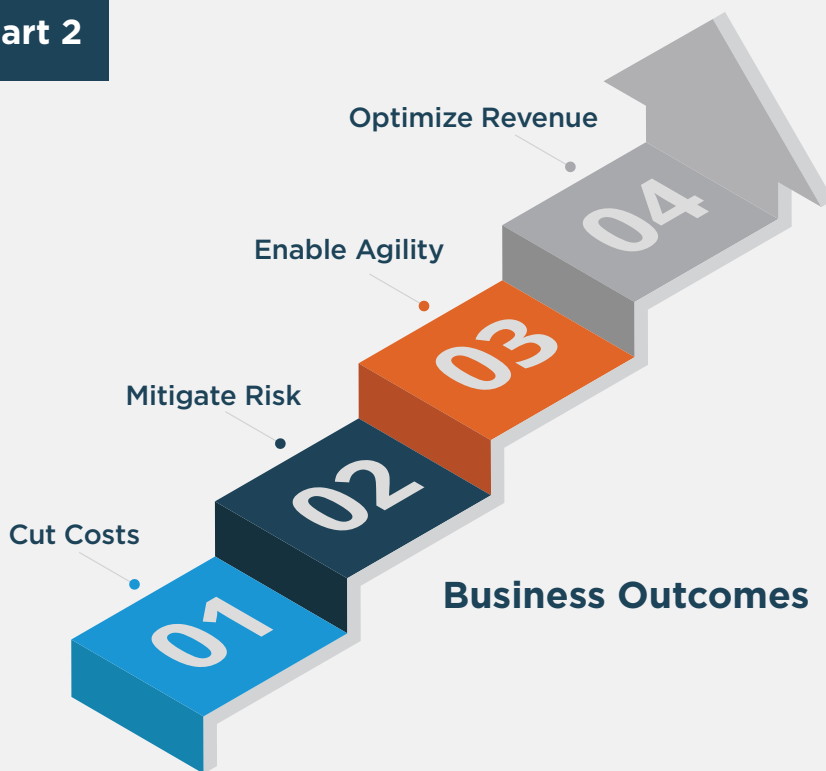 art 2
Optimize Revenue
04
Enable Agility
03
Mitigate Risk
02
Cut Costs
01
Business Outcomes